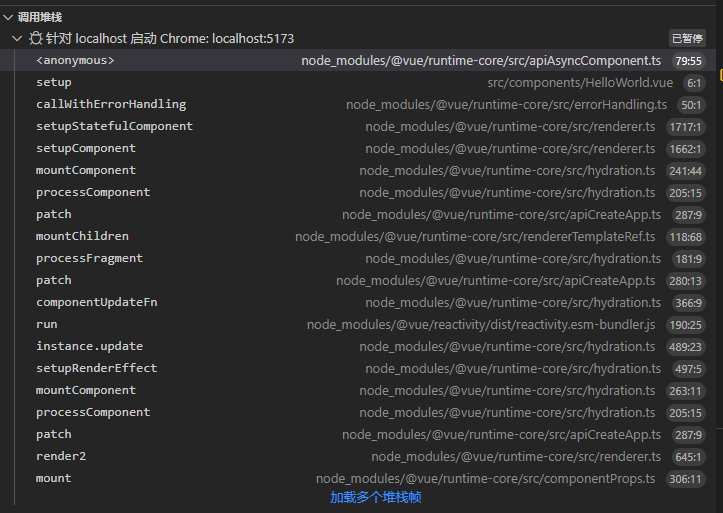 调用堆栈
针对 localhost 启动 Chrome: localhost:5173 已暂停
<anonymous> node_modules/@vue/runtime-core/src/apiAsyncComponent.ts 79:55
setup src/components/HelloWorld.vue 6:1
callWithErrorHandling node_modules/@vue/runtime-core/src/errorHandling.ts 50:1
setupStatefulComponent node_modules/@vue/runtime-core/src/renderer.ts 1717:1
setupComponent node_modules/@vue/runtime-core/src/renderer.ts 1662:1
mountComponent node_modules/@vue/runtime-core/src/hydration.ts 241:44
processComponent node_modules/@vue/runtime-core/src/hydration.ts 205:15
patch node_modules/@vue/runtime-core/src/apiCreateApp.ts 287:9
mountChildren node_modules/@vue/runtime-core/src/rendererTemplateRef.ts 118:68
processFragment node_modules/@vue/runtime-core/src/hydration.ts 181:9
patch node_modules/@vue/runtime-core/src/apiCreateApp.ts 280:13
componentUpdateFn node_modules/@vue/runtime-core/src/hydration.ts 366:9
run node_modules/@vue/reactivity/dist/reactivity.esm-bundler.js 190:25
instance.update node_modules/@vue/runtime-core/src/hydration.ts 489:23
setupRenderEffect node_modules/@vue/runtime-core/src/hydration.ts 497:5
mountComponent node_modules/@vue/runtime-core/src/hydration.ts 263:11
processComponent node_modules/@vue/runtime-core/src/hydration.ts 205:15
patch node_modules/@vue/runtime-core/src/apiCreateApp.ts 287:9
render2 node_modules/@vue/runtime-core/src/renderer.ts 645:1
mount node_modules/@vue/runtime-core/src/componentProps.ts 306:11
加载多个堆栈帧